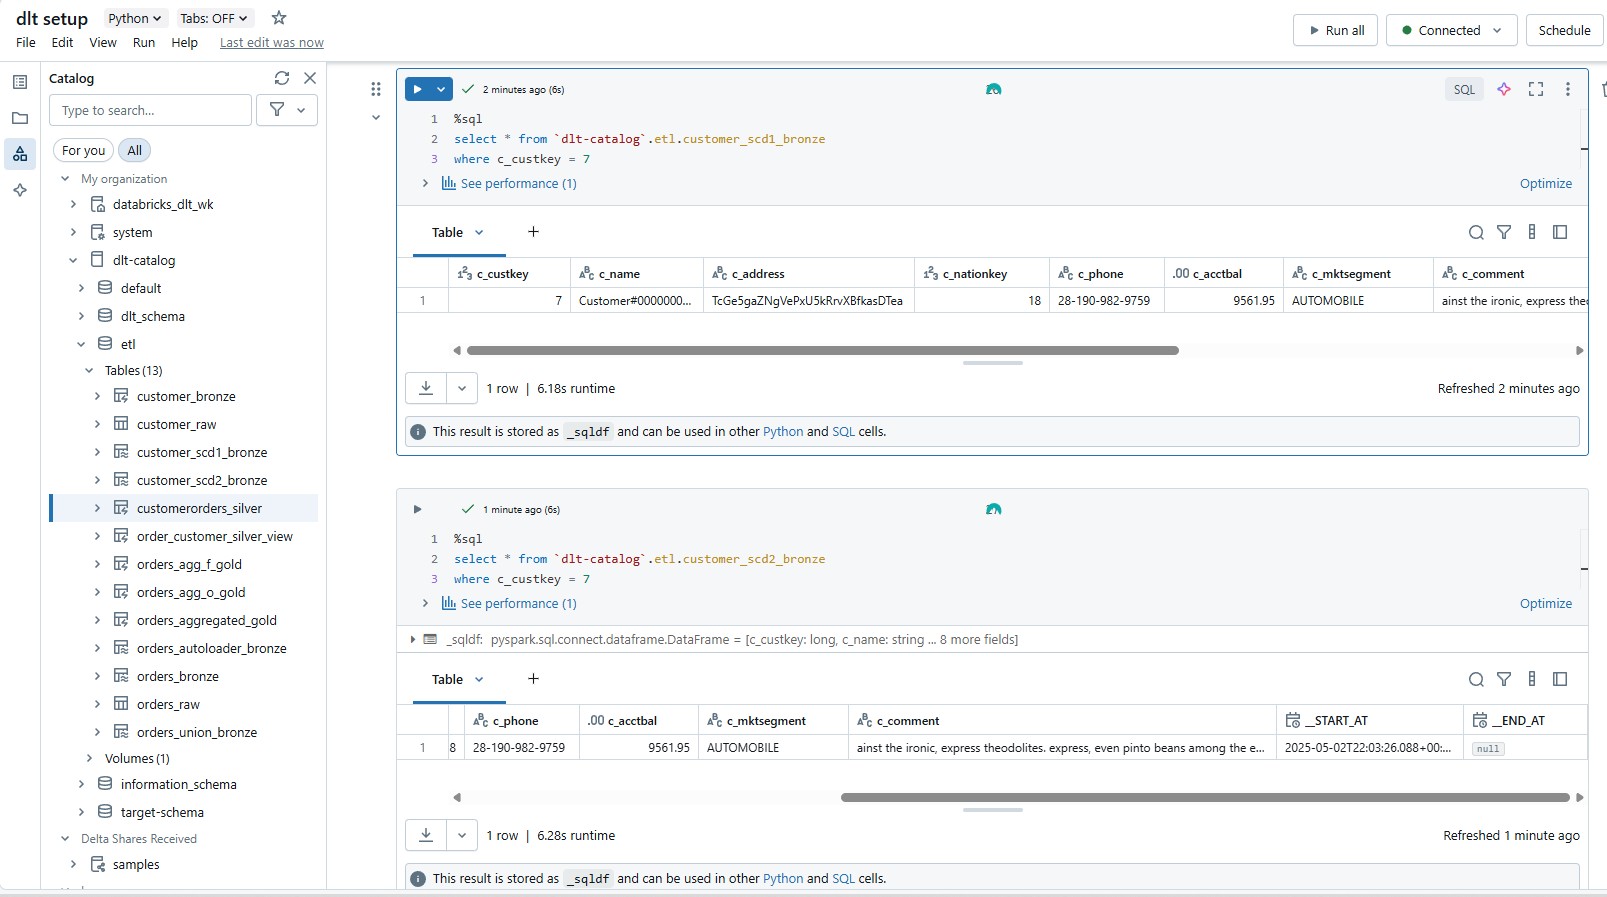 dlt setup Python Tabs: OFF
File Edit View Run Help Last edit was now
Run all Connected Schedule
Catalog
Type to search...
For you All
My organization
databricks_dlt_wk
system
dlt-catalog
default
dlt_schema
etl
Tables (13)
customer_bronze
customer_raw
customer_scd1_bronze
customer_scd2_bronze
customerorders_silver
order_customer_silver_view
orders_agg_f_gold
orders_agg_o_gold
orders_aggregated_gold
orders_autoloader_bronze
orders_bronze
orders_raw
orders_union_bronze
Volumes (1)
information_schema
target-schema
Delta Shares Received
samples
2 minutes ago (6s) SQL
1 %sql
2 select * from `dlt-catalog`.etl.customer_scd1_bronze
3 where c_custkey = 7
See performance (1) Optimize
Table +
123 c_custkey ABC c_name ABC c_address 123 c_nationkey ABC c_phone .00 c_acctbal ABC c_mktsegment ABC c_comment
1 7 Customer#0000000... TcGe5gaZNgVePxU5kRrvXBfkasDTea 18 28-190-982-9759 9561.95 AUTOMOBILE ainst the ironic, express theo
1 row | 6.18s runtime Refreshed 2 minutes ago
This result is stored as _sqldf and can be used in other Python and SQL cells.
1 minute ago (6s)
1 %sql
2 select * from `dlt-catalog`.etl.customer_scd2_bronze
3 where c_custkey = 7
See performance (1) Optimize
_sqldf: pyspark.sql.connect.dataframe.DataFrame = [c_custkey: long, c_name: string ... 8 more fields]
Table +
ABC c_phone .00 c_acctbal ABC c_mktsegment ABC c_comment __START_AT __END_AT
1 8 28-190-982-9759 9561.95 AUTOMOBILE ainst the ironic, express theodolites. express, even pinto beans among the e... 2025-05-02T22:03:26.088+00:... null
1 row | 6.28s runtime Refreshed 1 minute ago
This result is stored as _sqldf and can be used in other Python and SQL cells.